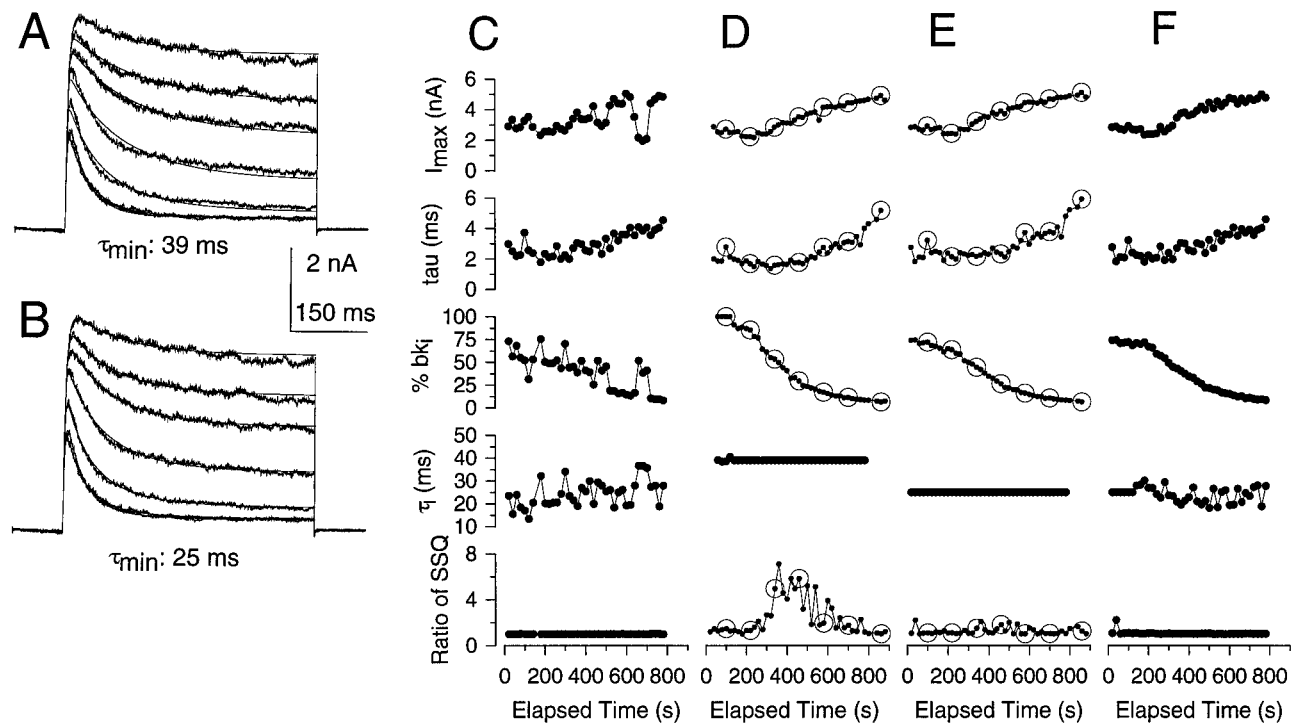 A
τmin: 39 ms
2 nA
150 ms
B
τmin: 25 ms
C
D
E
F
Imax (nA)
6
4
2
0
tau (ms)
6
4
2
0
% bki
100
75
50
25
0
τi (ms)
50
40
30
20
10
Ratio of SSQ
8
4
0
0 200 400 600 800
0 200 400 600 800
0 200 400 600 800
0 200 400 600 800
Elapsed Time (s)
Elapsed Time (s)
Elapsed Time (s)
Elapsed Time (s)